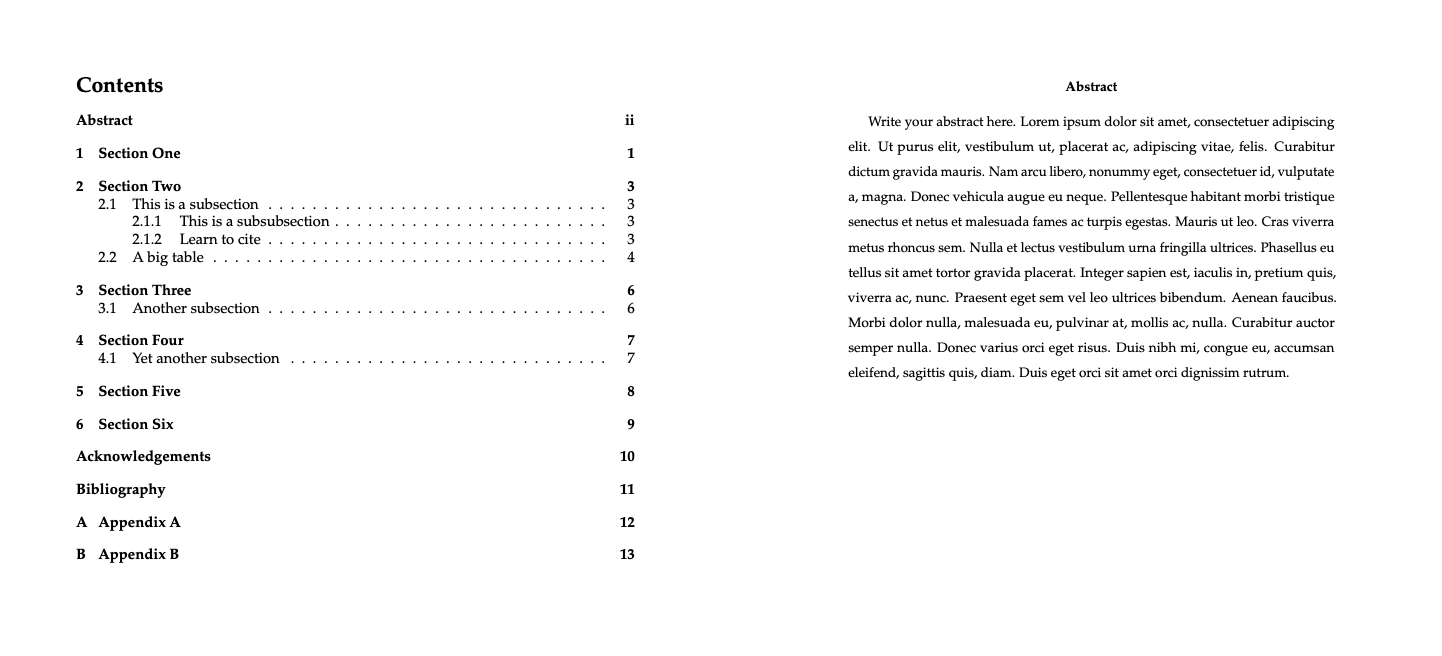 Contents
Abstract ii
1 Section One 1
2 Section Two 3
2.1 This is a subsection . . . . . . . . . . . . . . . . . . . . . . . . . . . . . . . 3
2.1.1 This is a subsubsection . . . . . . . . . . . . . . . . . . . . . . . . . 3
2.1.2 Learn to cite . . . . . . . . . . . . . . . . . . . . . . . . . . . . . . . 3
2.2 A big table . . . . . . . . . . . . . . . . . . . . . . . . . . . . . . . . . . . . 4
3 Section Three 6
3.1 Another subsection . . . . . . . . . . . . . . . . . . . . . . . . . . . . . . . 6
4 Section Four 7
4.1 Yet another subsection . . . . . . . . . . . . . . . . . . . . . . . . . . . . . 7
5 Section Five 8
6 Section Six 9
Acknowledgements 10
Bibliography 11
A Appendix A 12
B Appendix B 13
Abstract
Write your abstract here. Lorem ipsum dolor sit amet, consectetuer adipiscing
elit. Ut purus elit, vestibulum ut, placerat ac, adipiscing vitae, felis. Curabitur
dictum gravida mauris. Nam arcu libero, nonummy eget, consectetuer id, vulputate
a, magna. Donec vehicula augue eu neque. Pellentesque habitant morbi tristique
senectus et netus et malesuada fames ac turpis egestas. Mauris ut leo. Cras viverra
metus rhoncus sem. Nulla et lectus vestibulum urna fringilla ultrices. Phasellus eu
tellus sit amet tortor gravida placerat. Integer sapien est, iaculis in, pretium quis,
viverra ac, nunc. Praesent eget sem vel leo ultrices bibendum. Aenean faucibus.
Morbi dolor nulla, malesuada eu, pulvinar at, mollis ac, nulla. Curabitur auctor
semper nulla. Donec varius orci eget risus. Duis nibh mi, congue eu, accumsan
eleifend, sagittis quis, diam. Duis eget orci sit amet orci dignissim rutrum.